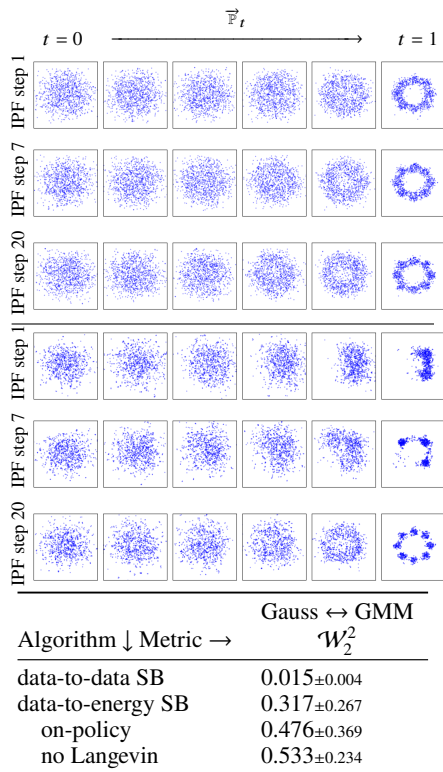 ℙ⃗ₜ
t = 0 ⟶ t = 1
IPF step 1
IPF step 7
IPF step 20
IPF step 1
IPF step 7
IPF step 20
Gauss ↔ GMM
Algorithm ↓ Metric → 𝒲₂²
data-to-data SB 0.015±0.004
data-to-energy SB 0.317±0.267
on-policy 0.476±0.369
no Langevin 0.533±0.234